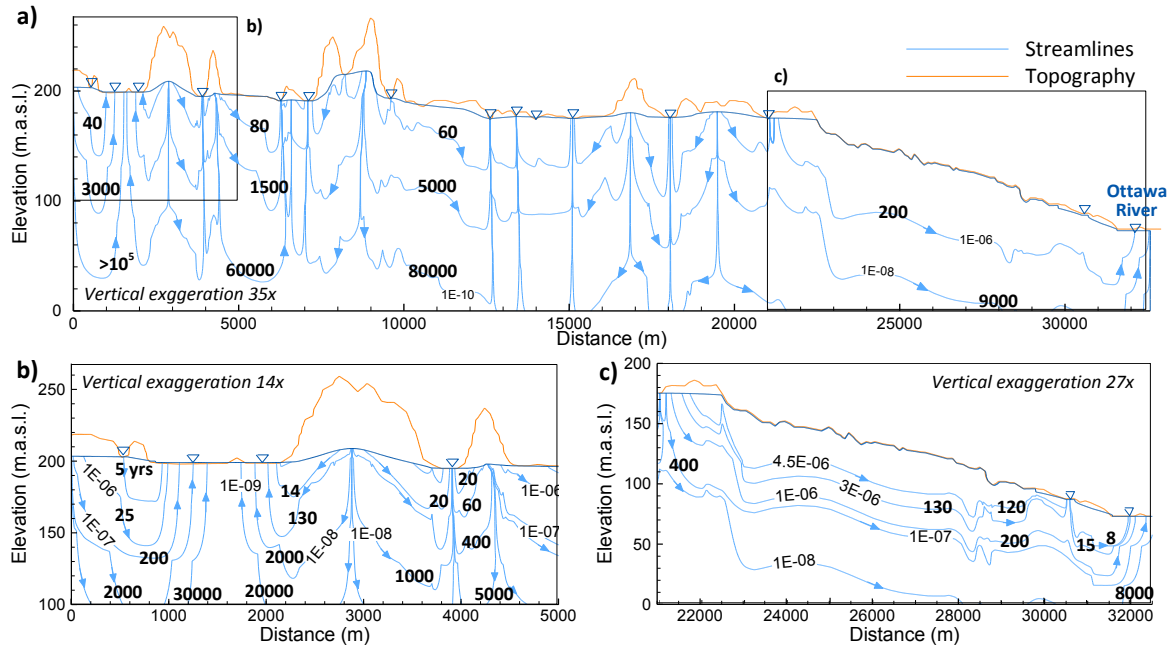 a)
b)
Streamlines
Topography
c)
Elevation (m.a.s.l.)
200
100
0
40
80
60
3000
1500
5000
>10⁵
60000
80000
1E-10
200
1E-06
1E-08
9000
Ottawa
River
Vertical exaggeration 35x
0 5000 10000 15000 20000 25000 30000
Distance (m)
b)
Vertical exaggeration 14x
Elevation (m.a.s.l.)
250
200
150
100
5 yrs
1E-06
1E-09
14
20
20
1E-06
25
130
60
1E-07
200
2000
1E-08
1E-08
400
1E-07
1000
2000
30000
20000
5000
0 1000 2000 3000 4000 5000
Distance (m)
c)
Vertical exaggeration 27x
Elevation (m.a.s.l.)
200
150
100
50
0
400
4.5E-06
3E-06
1E-06
130
120
1E-07
200
15
8
1E-08
8000
22000 24000 26000 28000 30000 32000
Distance (m)